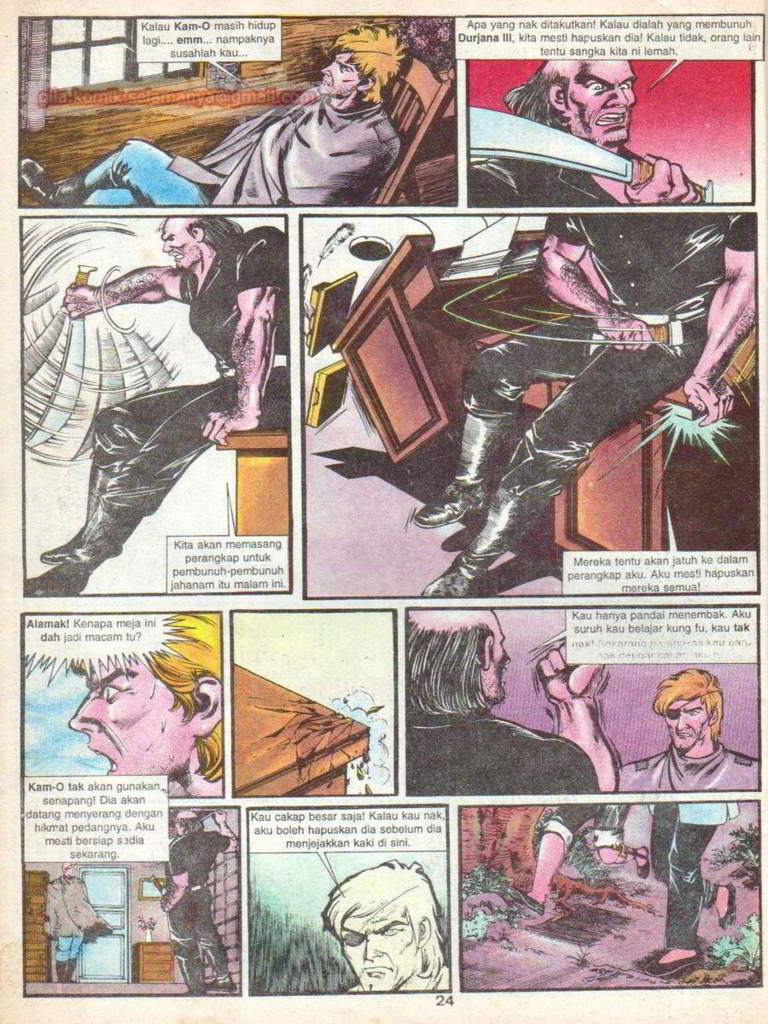 Kalau Kam-O masih hidup
lagi.... emm... nampaknya
susahlah kau...
Apa yang nak ditakutkan! Kalau dialah yang membunuh
Durjana III, kita mesti hapuskan dia! Kalau tidak, orang lain
tentu sangka kita ni lemah.
Kita akan memasang
perangkap untuk
pembunuh-pembunuh
jahanam itu malam ini.
Mereka tentu akan jatuh ke dalam
perangkap aku. Aku mesti hapuskan
mereka semua!
Alamak! Kenapa meja ini
dah jadi macam tu?
Kau hanya pandai menembak. Aku
suruh kau belajar kung fu, kau tak
nak! Sekarang
Kam-O tak akan gunakan
senapang! Dia akan
datang menyerang dengan
hikmat pedangnya. Aku
mesti bersiap sadia
sekarang.
Kau cakap besar saja! Kalau kau nak,
aku boleh hapuskan dia sebelum dia
menjejakkan kaki di sini.
24